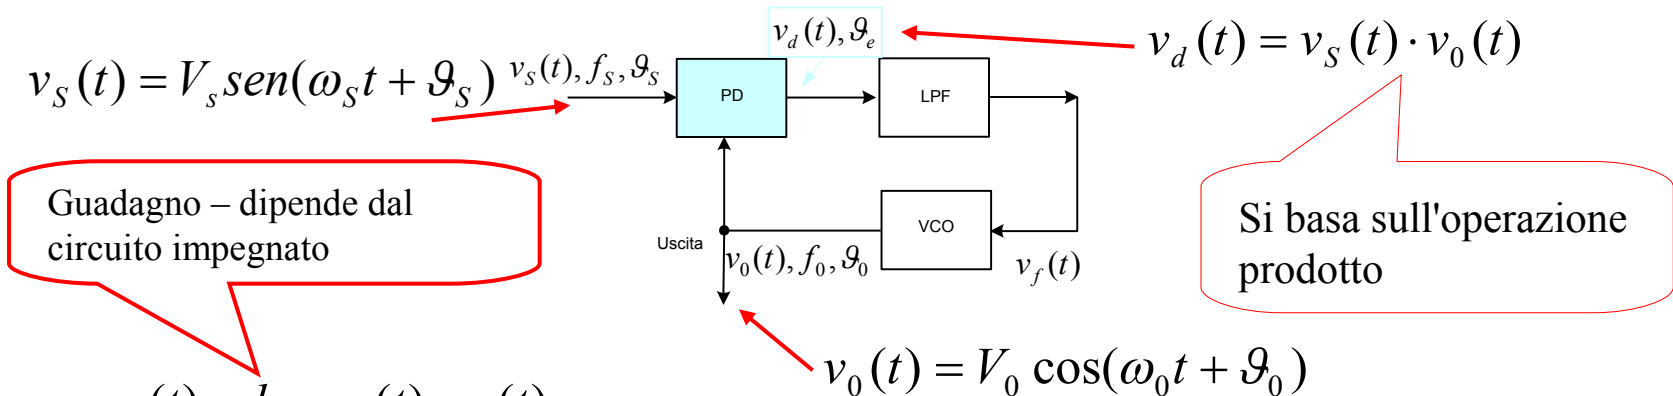 v_d(t), ϑ_e
v_d(t) = v_S(t) · v_0(t)
v_S(t) = V_s sen(ω_S t + ϑ_S)
v_S(t), f_S, ϑ_S
PD
LPF
Guadagno – dipende dal
circuito impegnato
Si basa sull'operazione
prodotto
VCO
Uscita
v_0(t), f_0, ϑ_0
v_f(t)
v_0(t) = V_0 cos(ω_0 t + ϑ_0)